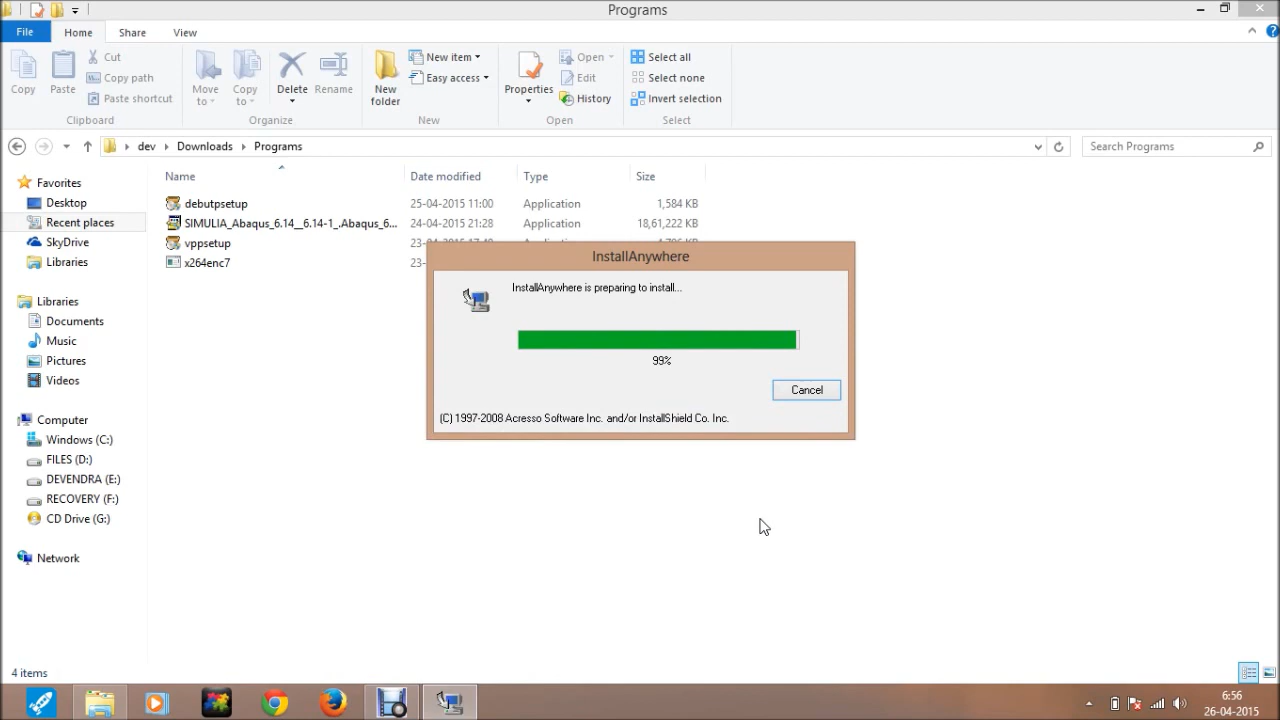 Programs
File Home Share View
Copy Paste Cut Copy path Paste shortcut Move to Copy to Delete Rename New folder New item Easy access Properties Open Edit History Select all Select none Invert selection
Clipboard Organize New Open Select
dev Downloads Programs Search Programs
Name Date modified Type Size
Favorites
Desktop
Recent places
SkyDrive
Libraries
Libraries
Documents
Music
Pictures
Videos
Computer
Windows (C:)
FILES (D:)
DEVENDRA (E:)
RECOVERY (F:)
CD Drive (G:)
Network
debutpsetup 25-04-2015 11:00 Application 1,584 KB
SIMULIA_Abaqus_6.14__6.14-1_.Abaqus_6... 24-04-2015 21:28 Application 18,61,222 KB
vppsetup
x264enc7
InstallAnywhere
InstallAnywhere is preparing to install...
99%
Cancel
(C) 1997-2008 Acresso Software Inc. and/or InstallShield Co. Inc.
4 items
6:56
26-04-2015